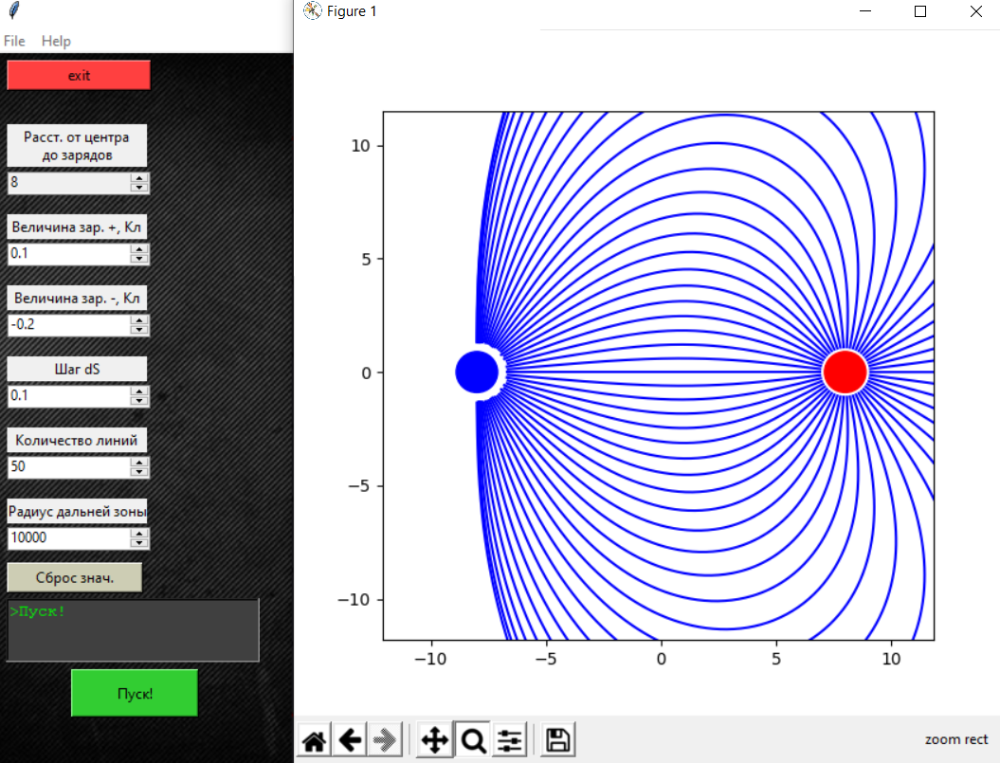 File Help
exit
Расст. от центра
до зарядов
8
Величина зар. +, Кл
0.1
Величина зар. -, Кл
-0.2
Шаг dS
0.1
Количество линий
50
Радиус дальней зоны
10000
Сброс знач.
>Пуск!
Пуск!
Figure 1
10
5
0
−5
−10
−10 −5 0 5 10
zoom rect